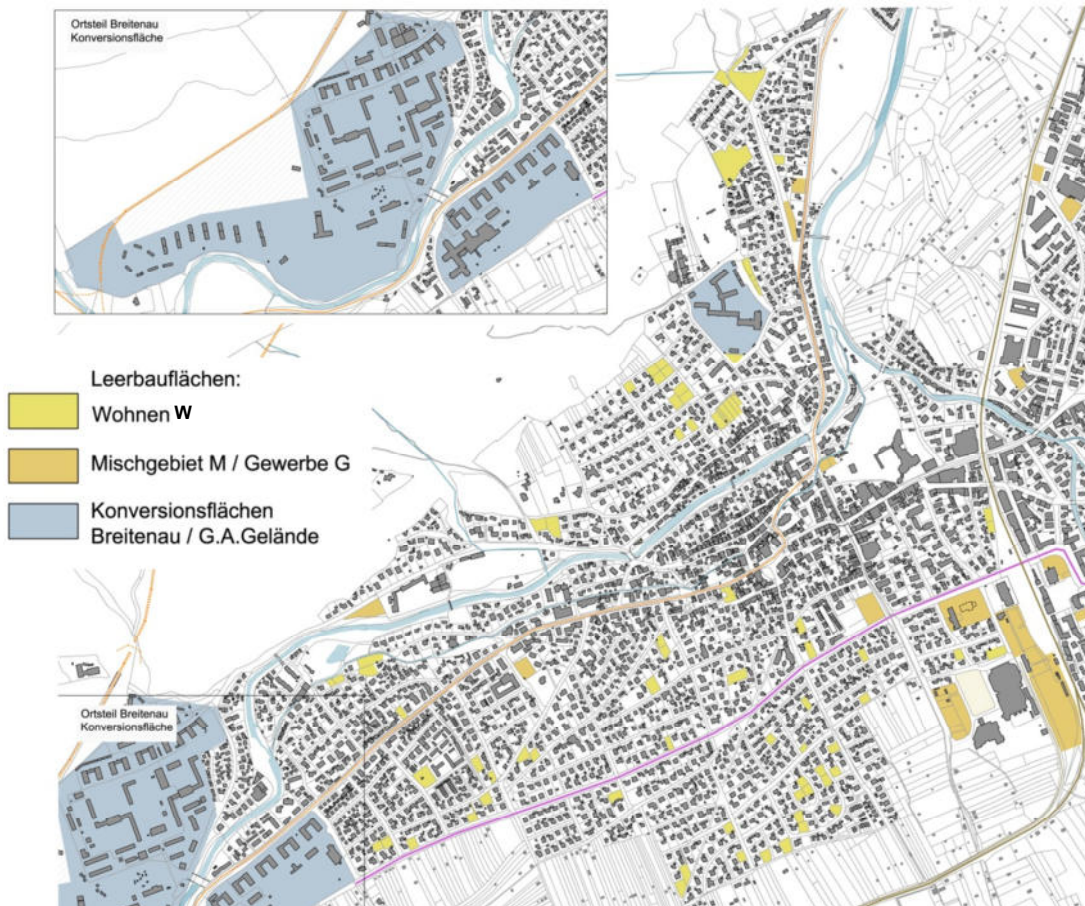 Ortsteil Breitenau
Konversionsfläche
Leerbauflächen:
Wohnen W
Mischgebiet M / Gewerbe G
Konversionsflächen
Breitenau / G.A.Gelände
Ortsteil Breitenau
Konversionsfläche